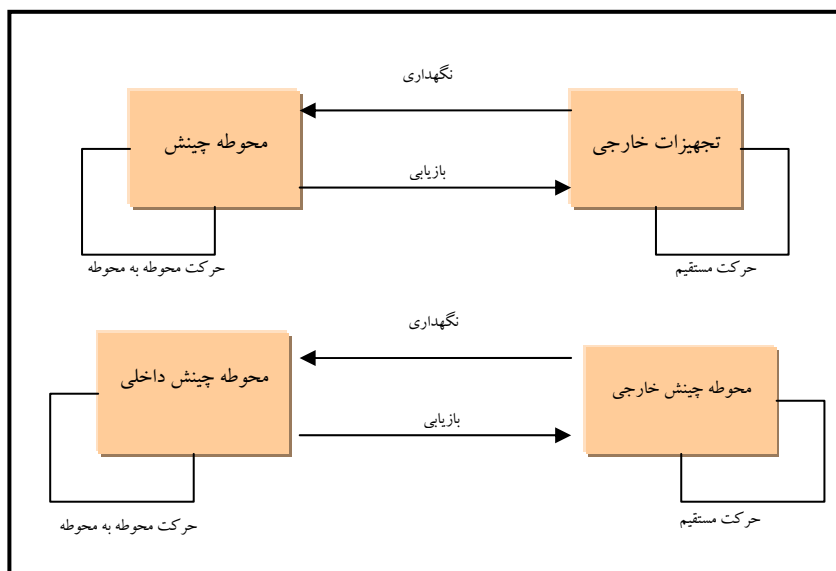 نگهداری
تجهیزات خارجی
محوطه چینش
بازیابی
حرکت مستقیم
حرکت محوطه به محوطه
نگهداری
محوطه چینش خارجی
محوطه چینش داخلی
بازیابی
حرکت مستقیم
حرکت محوطه به محوطه